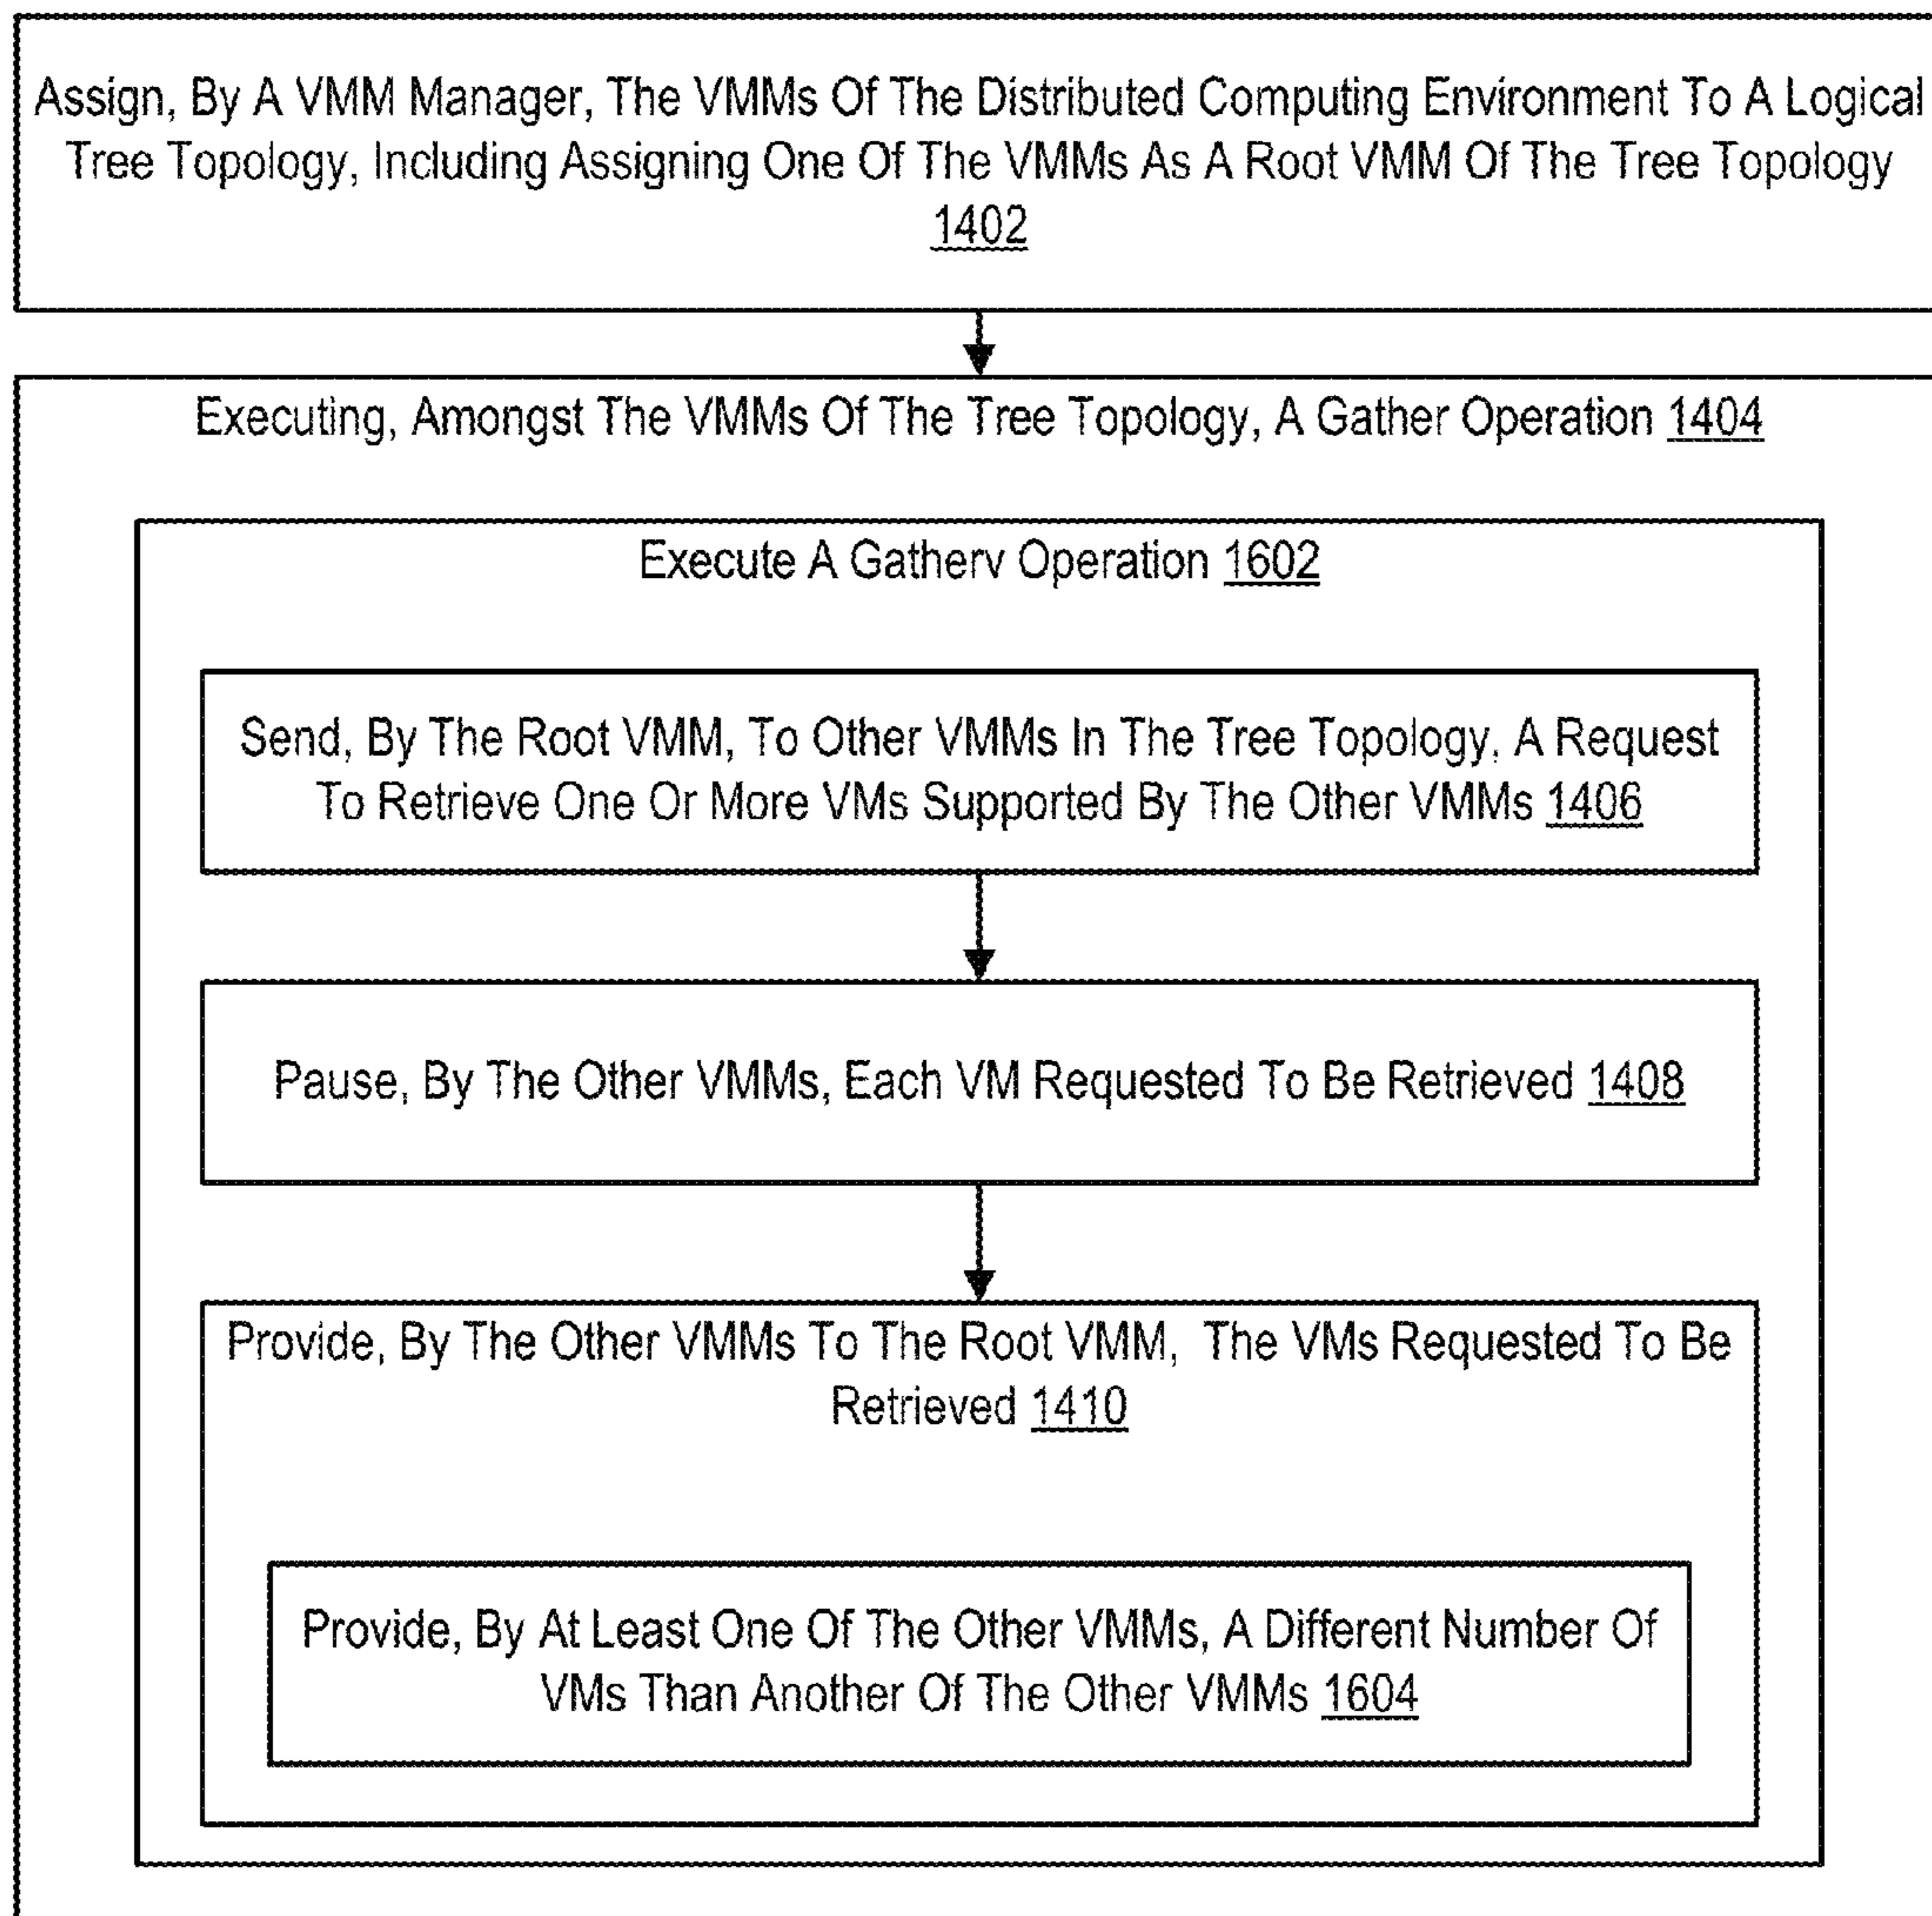 Assign, By A VMM Manager, The VMMs Of The Distributed Computing Environment To A Logical
Tree Topology, Including Assigning One Of The VMMs As A Root VMM Of The Tree Topology
1402
Executing, Amongst The VMMs Of The Tree Topology, A Gather Operation 1404
Execute A Gatherv Operation 1602
Send, By The Root VMM, To Other VMMs In The Tree Topology, A Request
To Retrieve One Or More VMs Supported By The Other VMMs 1406
Pause, By The Other VMMs, Each VM Requested To Be Retrieved 1408
Provide, By The Other VMMs To The Root VMM, The VMs Requested To Be
Retrieved 1410
Provide, By At Least One Of The Other VMMs, A Different Number Of
VMs Than Another Of The Other VMMs 1604